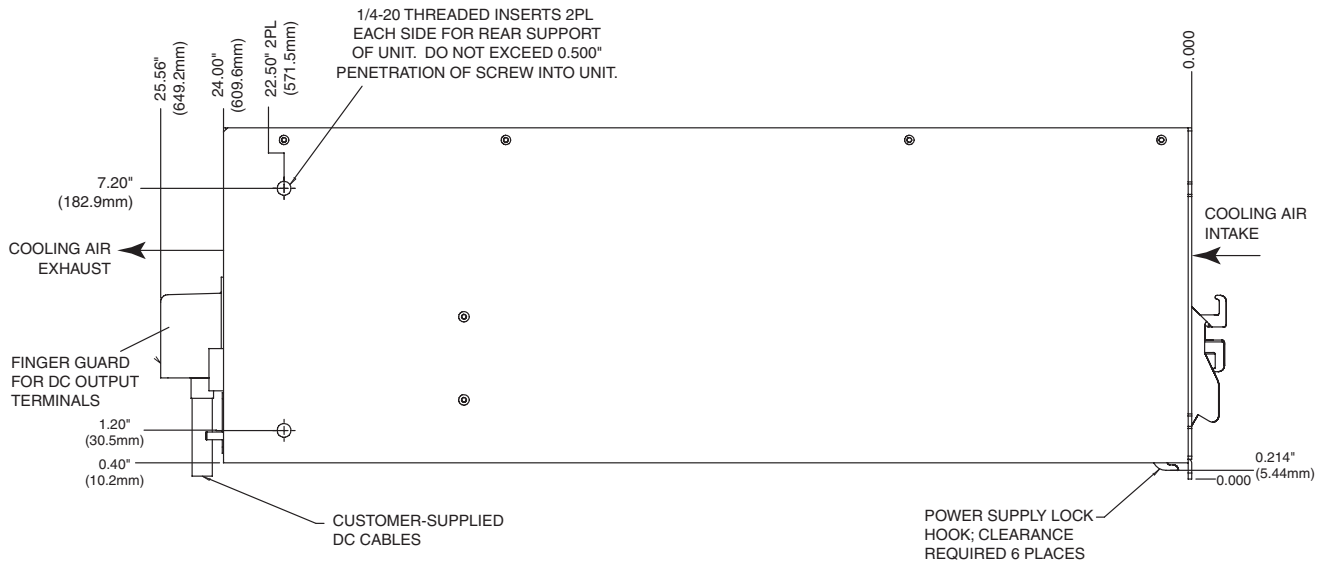 1/4-20 THREADED INSERTS 2PL
EACH SIDE FOR REAR SUPPORT
OF UNIT. DO NOT EXCEED 0.500"
PENETRATION OF SCREW INTO UNIT.
25.56"
(649.2mm)
24.00"
(609.6mm)
22.50" 2PL
(571.5mm)
0.000
7.20"
(182.9mm)
COOLING AIR
EXHAUST
COOLING AIR
INTAKE
FINGER GUARD
FOR DC OUTPUT
TERMINALS
1.20"
(30.5mm)
0.40"
(10.2mm)
0.214"
(5.44mm)
0.000
CUSTOMER-SUPPLIED
DC CABLES
POWER SUPPLY LOCK
HOOK; CLEARANCE
REQUIRED 6 PLACES